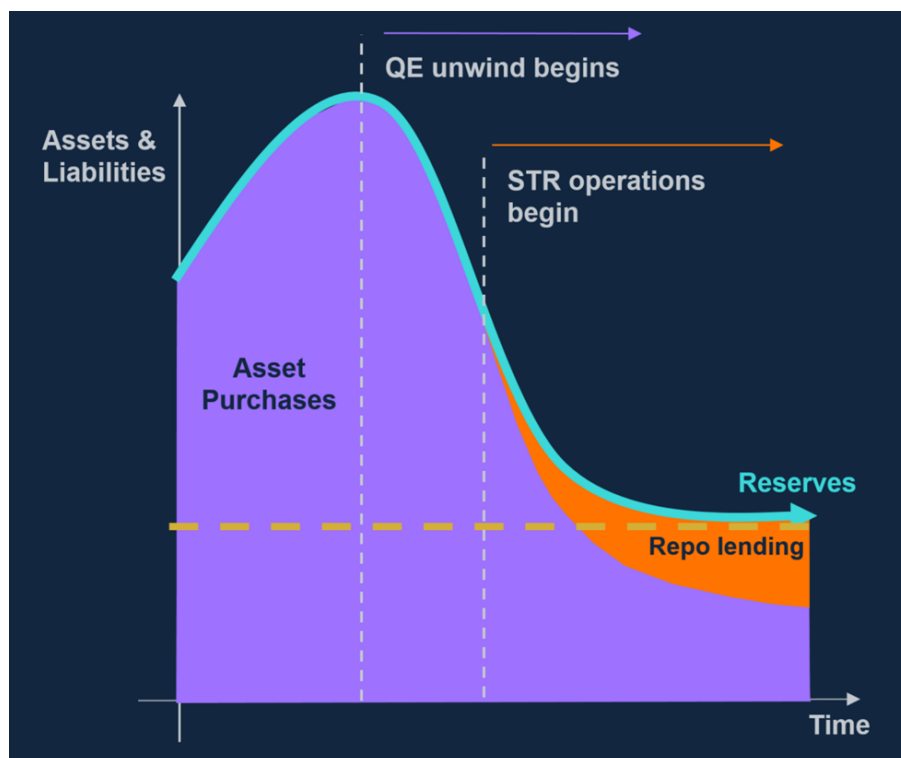 QE unwind begins
Assets &
Liabilities
STR operations
begin
Asset
Purchases
Reserves
Repo lending
Time